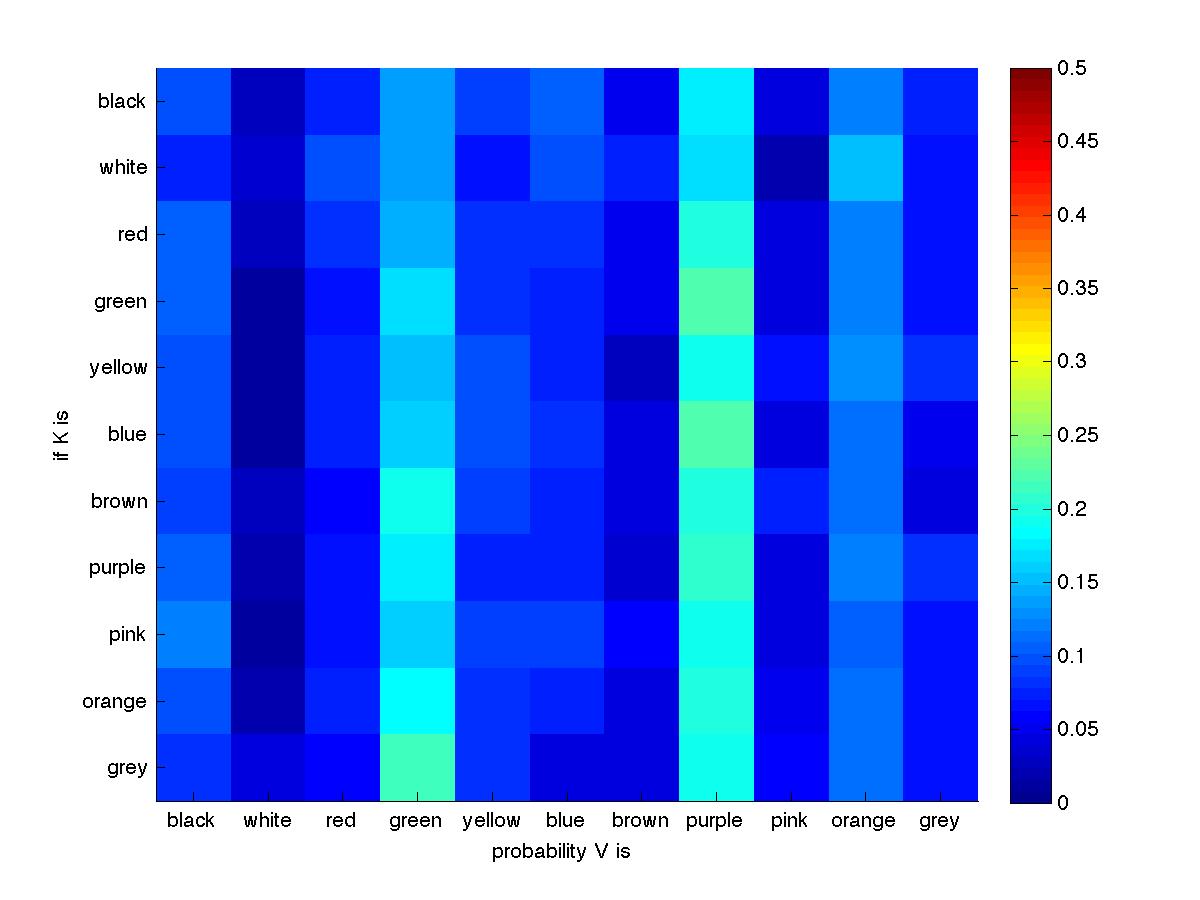 black
white
red
green
yellow
blue
brown
purple
pink
orange
grey
if K is
black white red green yellow blue brown purple pink orange grey
probability V is
0.5
0.45
0.4
0.35
0.3
0.25
0.2
0.15
0.1
0.05
0